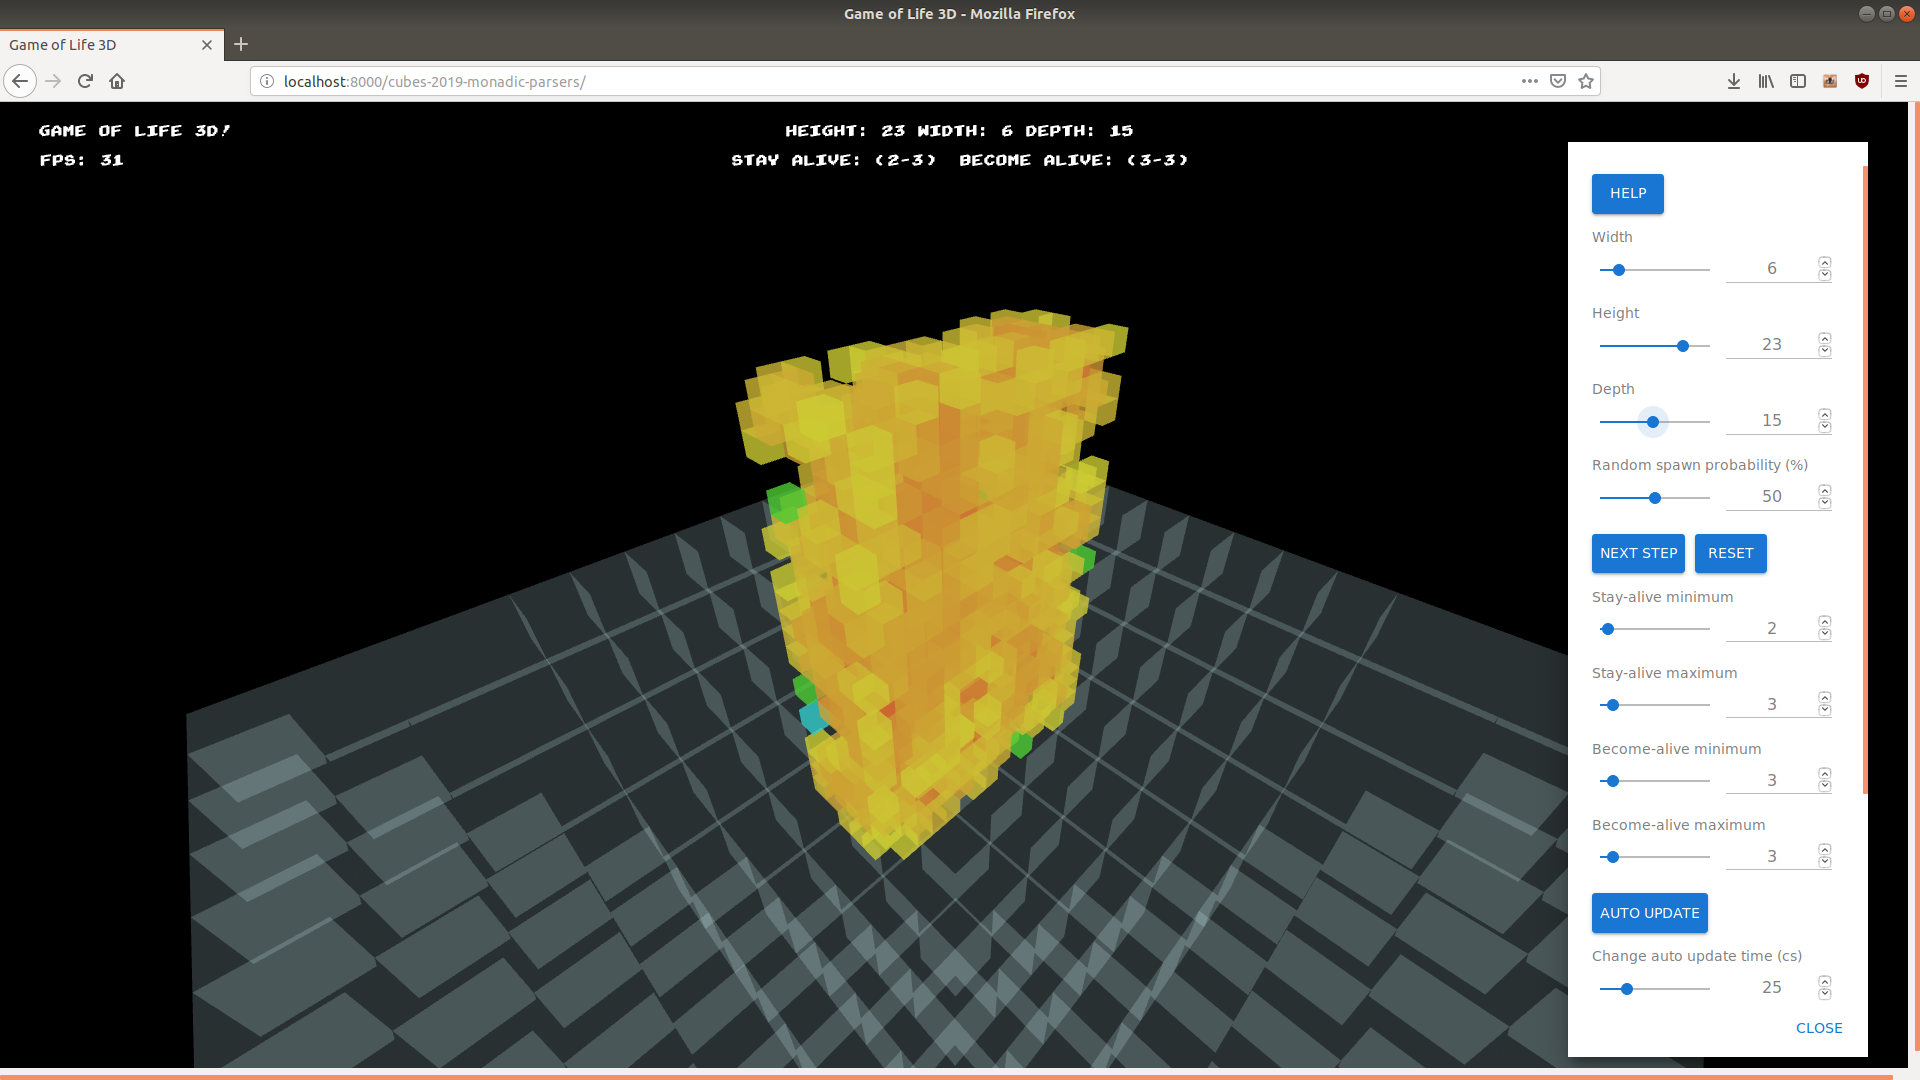 Game of Life 3D - Mozilla Firefox
Game of Life 3D
localhost:8000/cubes-2019-monadic-parsers/
GAME OF LIFE 3D!
FPS: 31
HEIGHT: 23 WIDTH: 6 DEPTH: 15
STAY ALIVE: (2-3) BECOME ALIVE: (3-3)
HELP
Width
6
Height
23
Depth
15
Random spawn probability (%)
50
NEXT STEP RESET
Stay-alive minimum
2
Stay-alive maximum
3
Become-alive minimum
3
Become-alive maximum
3
AUTO UPDATE
Change auto update time (cs)
25
CLOSE